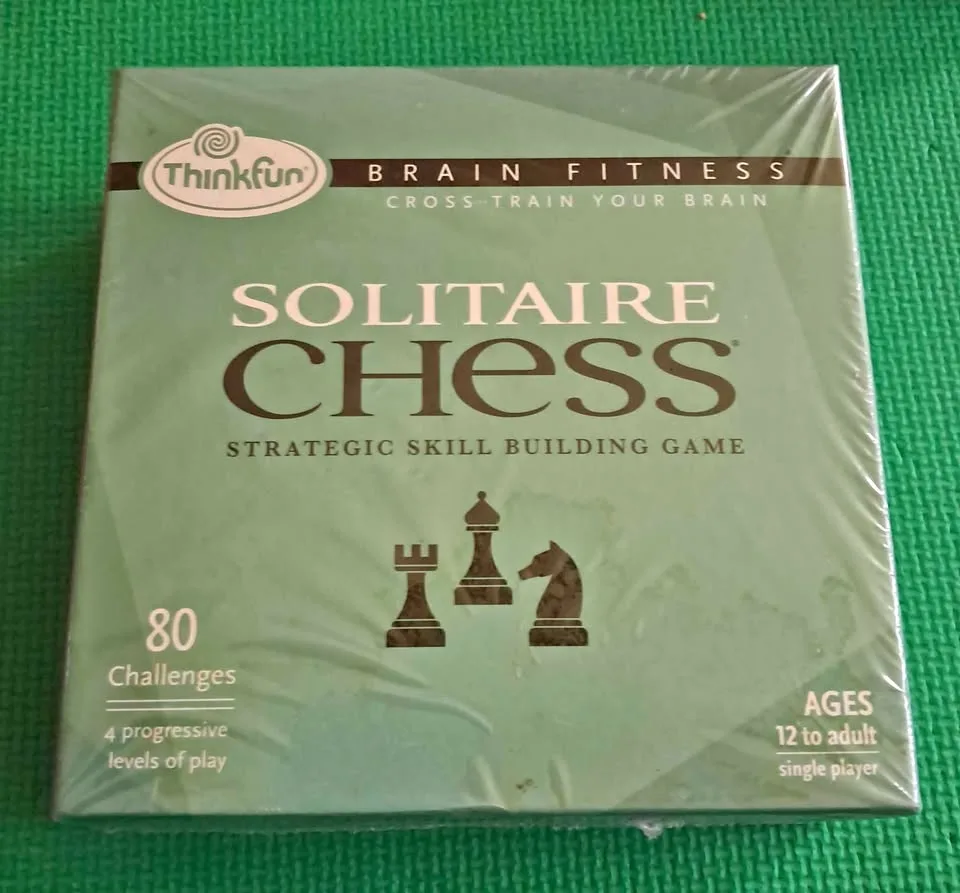 ThinkFun®
BRAIN FITNESS
CROSS-TRAIN YOUR BRAIN
SOLITAIRE
CHeSS®
STRATEGIC SKILL BUILDING GAME
80
Challenges
4 progressive
levels of play
AGES
12 to adult
single player